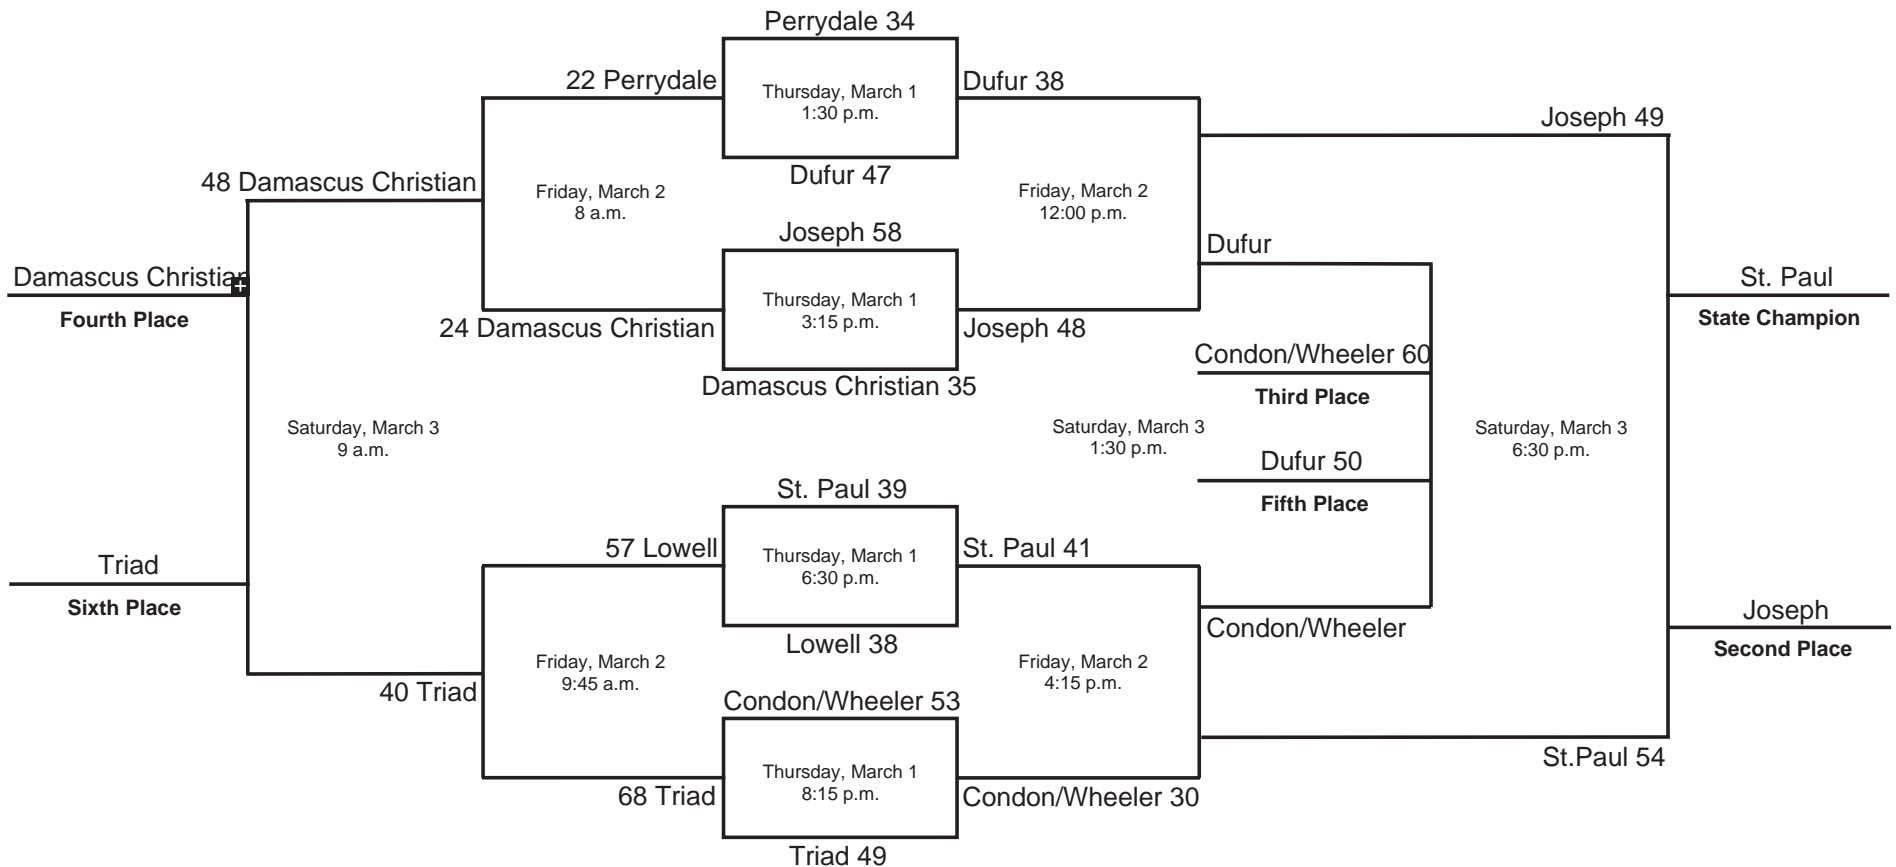 Perrydale 34
22 Perrydale
Thursday, March 1
1:30 p.m.
Dufur 38
Joseph 49
Dufur 47
48 Damascus Christian
Friday, March 2
8 a.m.
Friday, March 2
12:00 p.m.
Joseph 58
Dufur
Damascus Christian
Fourth Place
St. Paul
State Champion
24 Damascus Christian
Thursday, March 1
3:15 p.m.
Joseph 48
Damascus Christian 35
Condon/Wheeler 60
Third Place
Saturday, March 3
9 a.m.
Saturday, March 3
1:30 p.m.
Saturday, March 3
6:30 p.m.
Dufur 50
Fifth Place
St. Paul 39
57 Lowell
Thursday, March 1
6:30 p.m.
St. Paul 41
Triad
Sixth Place
Lowell 38
Condon/Wheeler
Joseph
Second Place
Friday, March 2
9:45 a.m.
Friday, March 2
4:15 p.m.
40 Triad
Condon/Wheeler 53
St.Paul 54
68 Triad
Thursday, March 1
8:15 p.m.
Condon/Wheeler 30
Triad 49